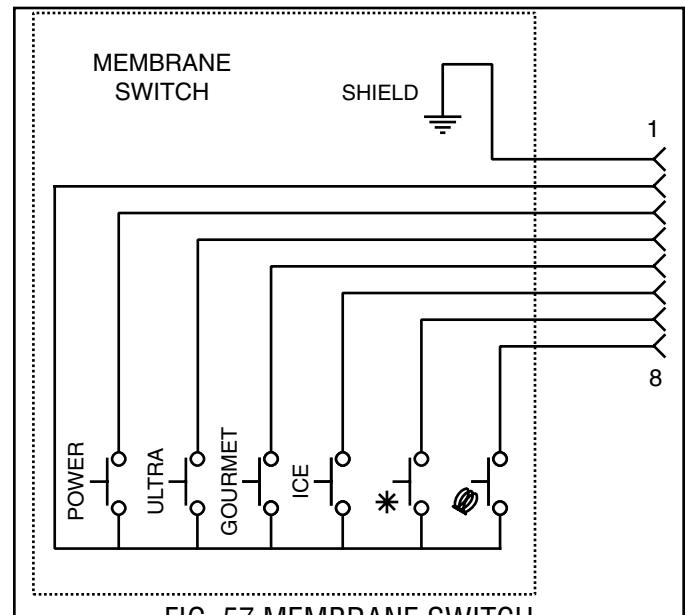 MEMBRANE
SWITCH
SHIELD
1
8
POWER
ULTRA
GOURMET
ICE
FIG. 57 MEMBRANE SWITCH